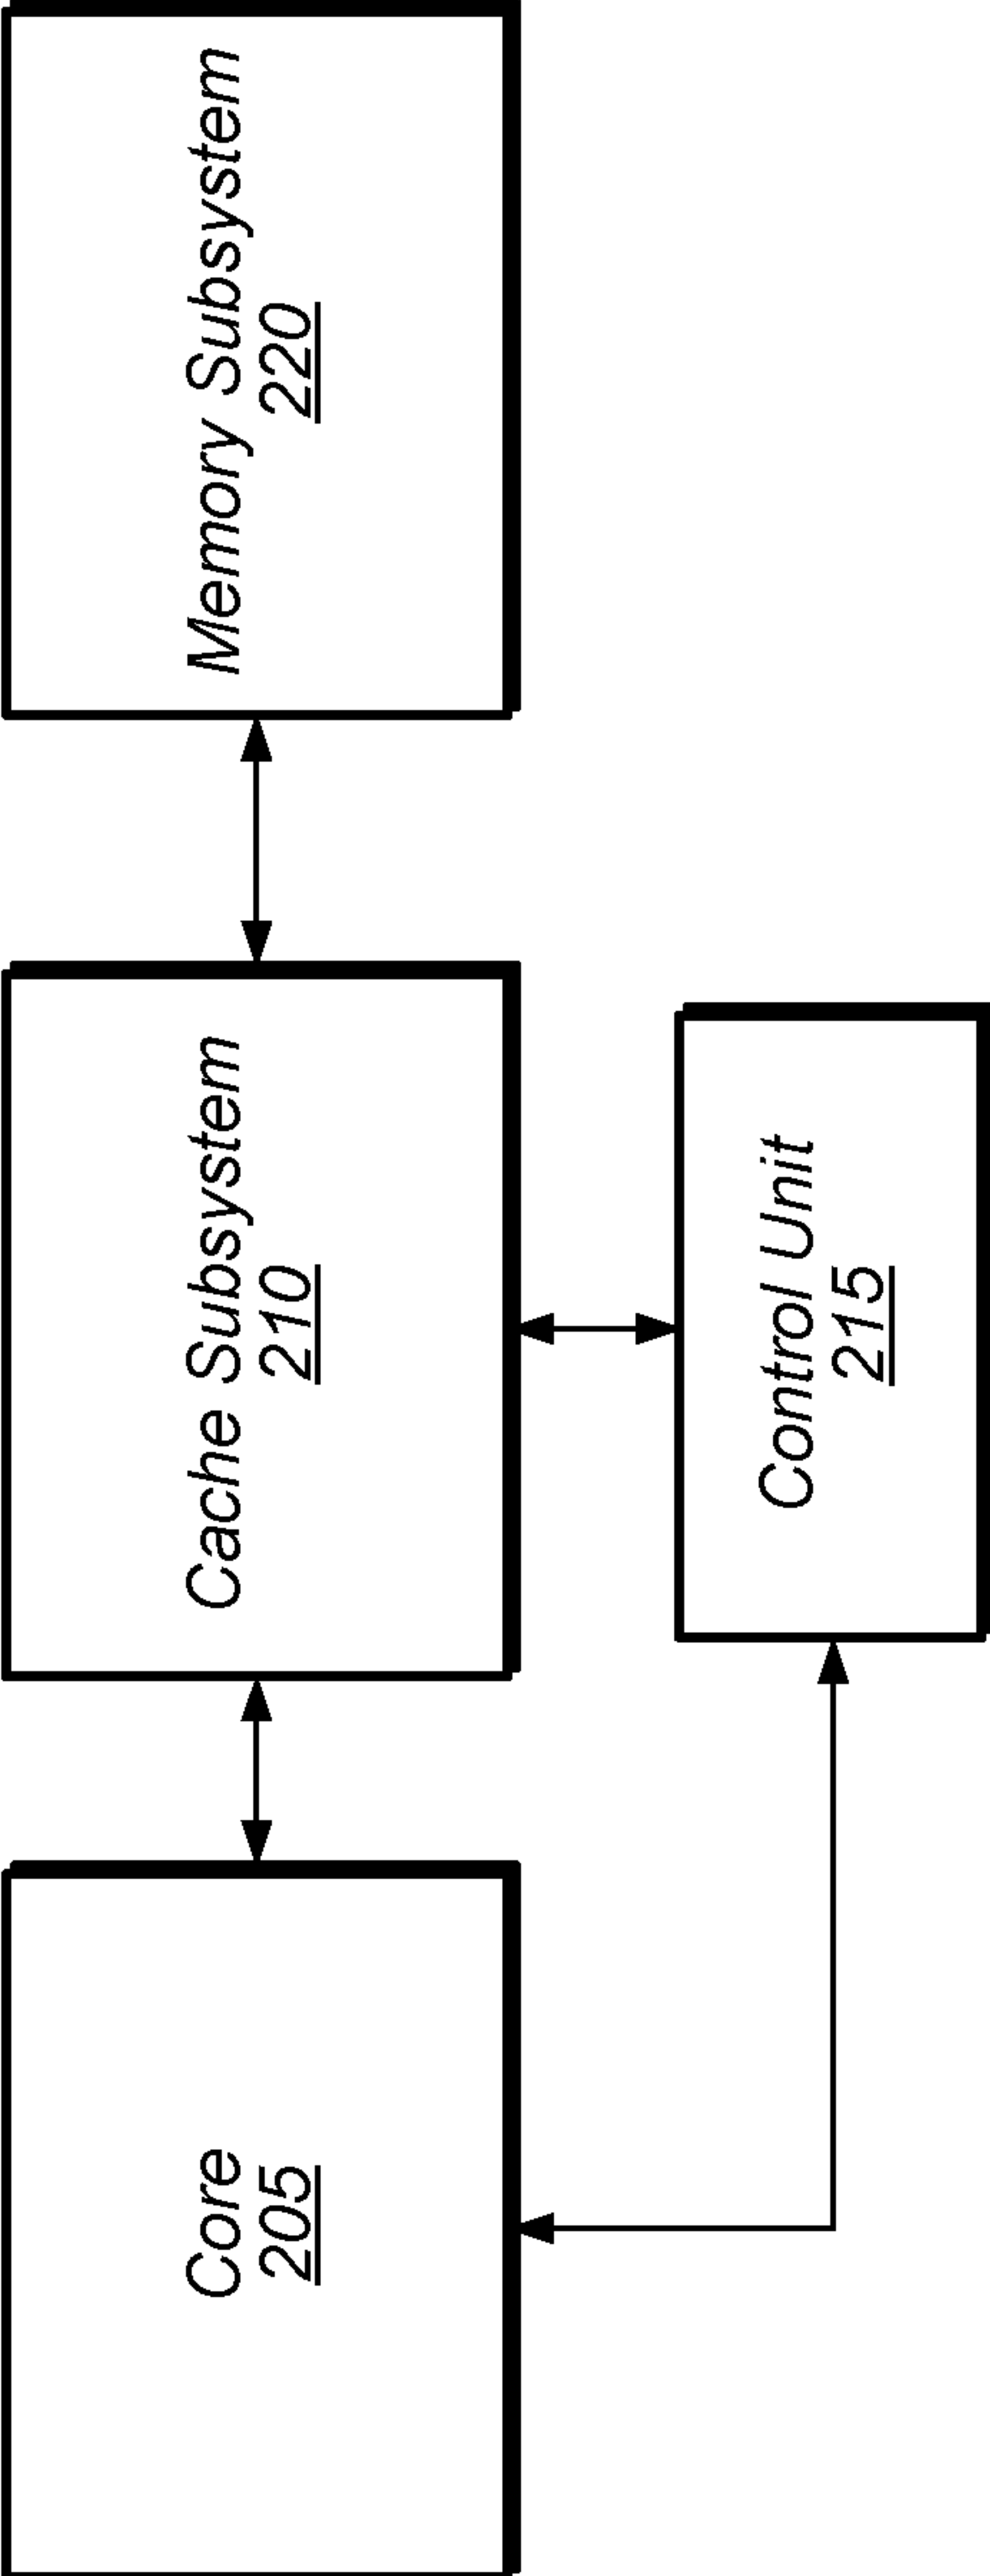 Core
205
Cache Subsystem
210
Memory Subsystem
220
Control Unit
215